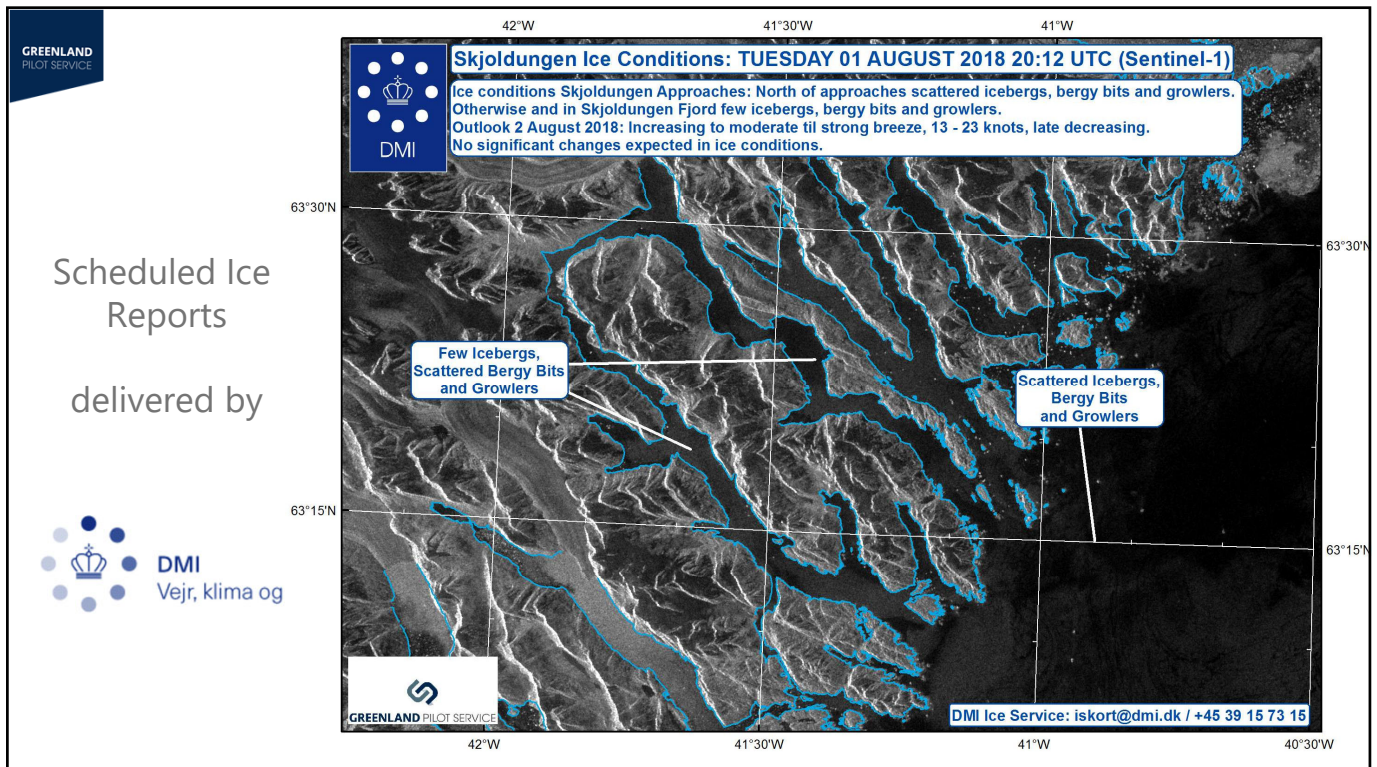 GREENLAND
PILOT SERVICE
Scheduled Ice
Reports
delivered by
DMI
Vejr, klima og
42°W
41°30'W
41°W
DMI
Skjoldungen Ice Conditions: TUESDAY 01 AUGUST 2018 20:12 UTC (Sentinel-1)
Ice conditions Skjoldungen Approaches: North of approaches scattered icebergs, bergy bits and growlers.
Otherwise and in Skjoldungen Fjord few icebergs, bergy bits and growlers.
Outlook 2 August 2018: Increasing to moderate til strong breeze, 13 - 23 knots, late decreasing.
No significant changes expected in ice conditions.
63°30'N
63°30'N
Few Icebergs,
Scattered Bergy Bits
and Growlers
Scattered Icebergs,
Bergy Bits
and Growlers
63°15'N
63°15'N
GREENLAND PILOT SERVICE
DMI Ice Service: iskort@dmi.dk / +45 39 15 73 15
42°W
41°30'W
41°W
40°30'W